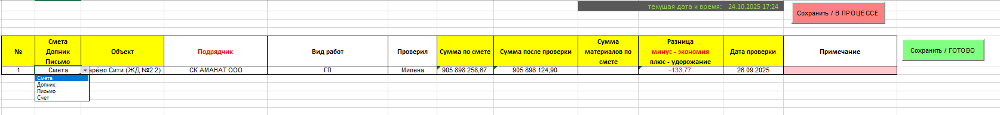 текущая дата и время: 24.10.2025 17:24
Сохранить / В ПРОЦЕССЕ
№
Смета
Допник
Письмо
Объект
Подрядчик
Вид работ
Проверил
Сумма по смете
Сумма после проверки
Сумма
материалов по
смете
Разница
минус - экономия
плюс - удорожание
Дата проверки
Примечание
Сохранить / ГОТОВО
1
Смета
арёво Сити (ЖД №2.2)
СК АМАНАТ ООО
ГП
Милена
905 898 258,67
905 898 124,90
-133,77
26.09.2025
Смета
Допник
Письмо
Счет